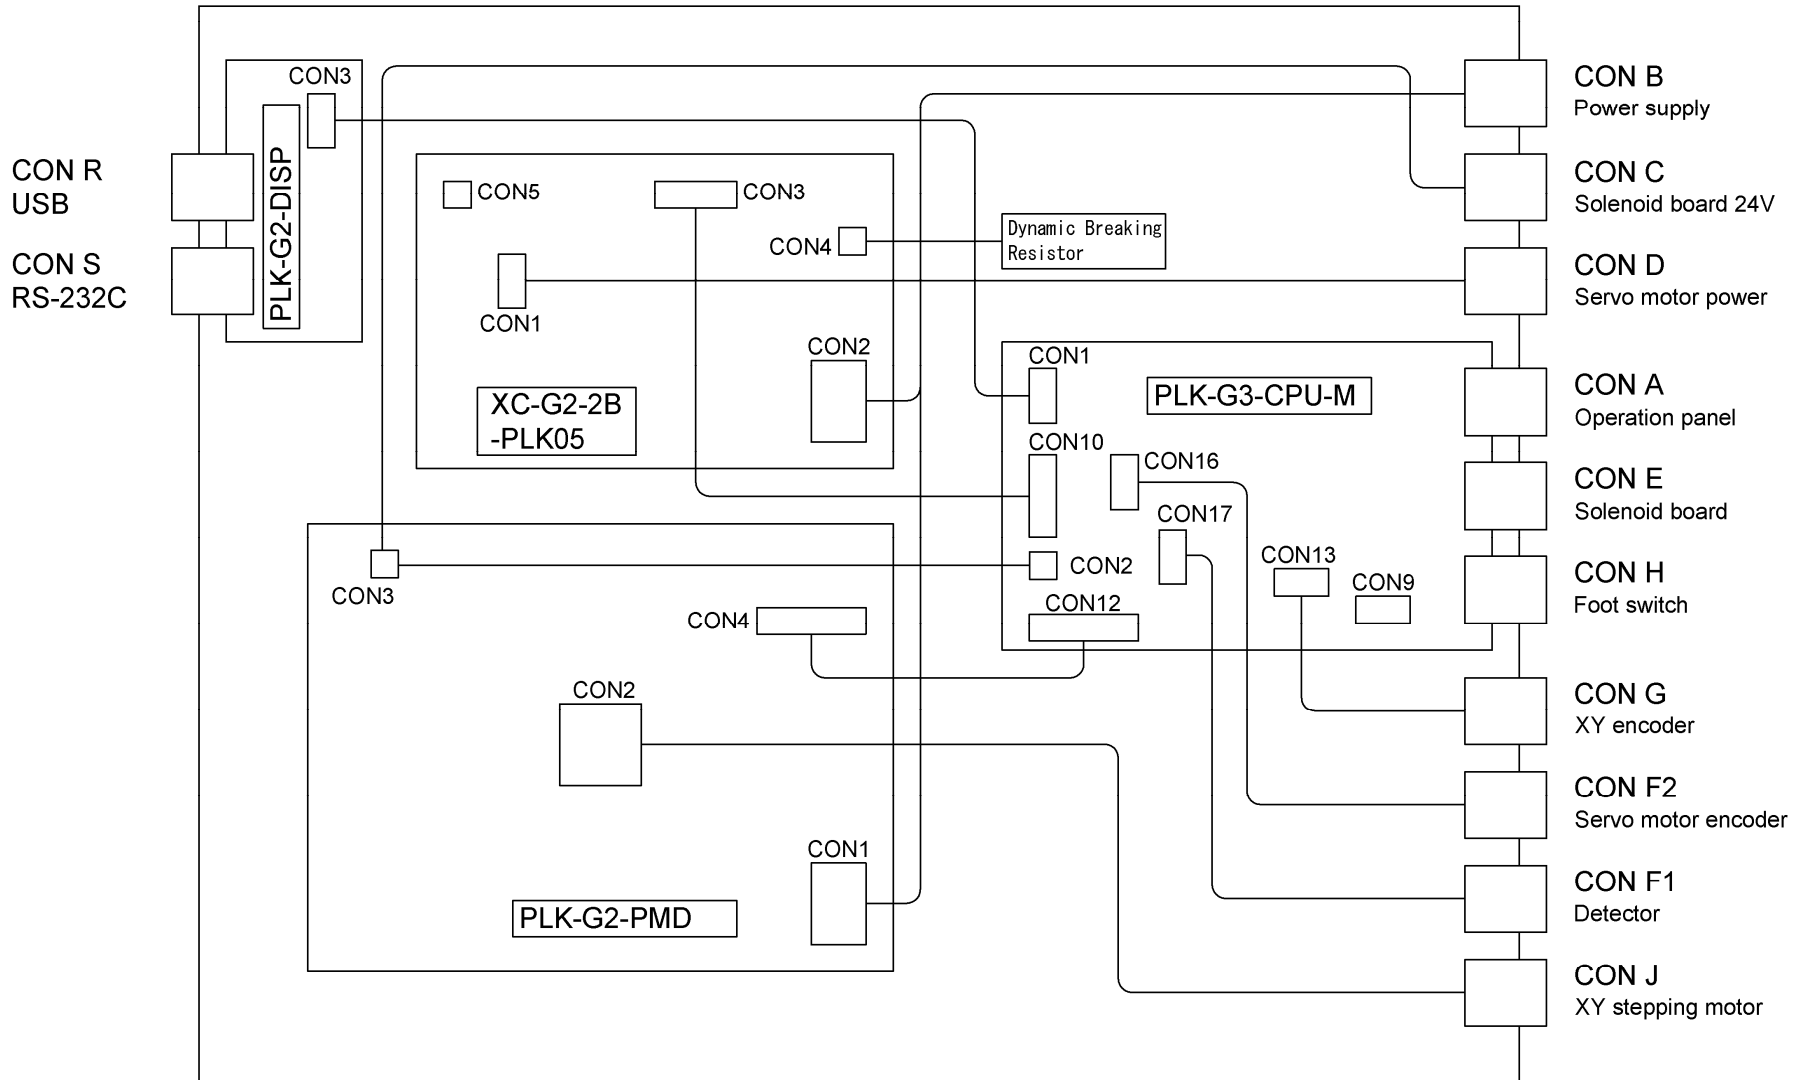 CON R
USB
CON S
RS-232C
CON3
PLK-G2-DISP
CON5
CON3
CON4
Dynamic Breaking
Resistor
CON1
CON2
XC-G2-2B
-PLK05
CON1
PLK-G3-CPU-M
CON10
CON16
CON17
CON2
CON13
CON9
CON12
CON3
CON4
CON2
CON1
PLK-G2-PMD
CON B
Power supply
CON C
Solenoid board 24V
CON D
Servo motor power
CON A
Operation panel
CON E
Solenoid board
CON H
Foot switch
CON G
XY encoder
CON F2
Servo motor encoder
CON F1
Detector
CON J
XY stepping motor